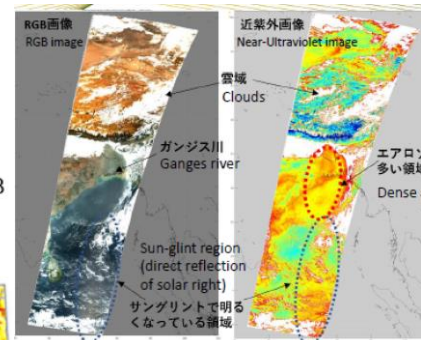 RGB画像
RGB image
近紫外画像
Near-Ultraviolet image
雲域
Clouds
ガンジス川
Ganges river
エアロゾ
多い領域
Dense
Sun-glint region
(direct reflection
of solar right)
サングリントで明る
くなっている領域